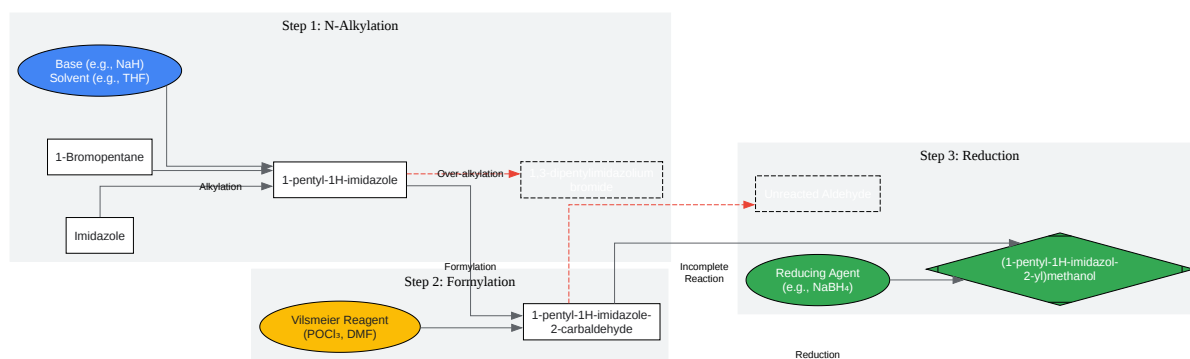 Step 1: N-Alkylation
Base (e.g., NaH)
Solvent (e.g., THF)
1-Bromopentane
1-pentyl-1H-imidazole
Over-alkylation
1,3-dipentylimidazolium
bromide
Alkylation
Imidazole
Step 3: Reduction
Unreacted Aldehyde
(1-pentyl-1H-imidazol-
2-yl)methanol
Reducing Agent
(e.g., NaBH₄)
Formylation
Incomplete
Reaction
Step 2: Formylation
Vilsmeier Reagent
(POCl₃, DMF)
1-pentyl-1H-imidazole-
2-carbaldehyde
Reduction